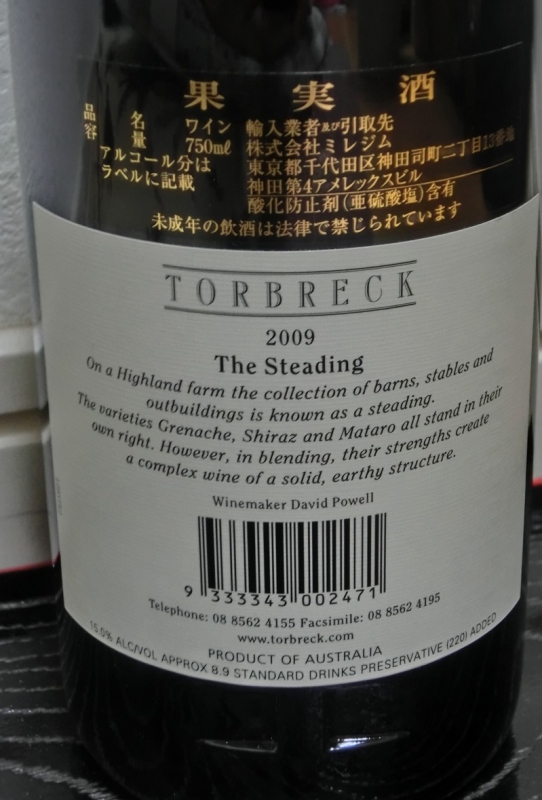 果実酒
品名 ワイン
容量 750ml
アルコール分は
ラベルに記載
輸入業者及び引取先
株式会社ミレジム
東京都千代田区神田司町二丁目13番地
神田第4アメレックスビル
酸化防止剤(亜硫酸塩)含有
未成年の飲酒は法律で禁じられています
TORBRECK
2009
The Steading
On a Highland farm the collection of barns, stables and
outbuildings is known as a steading.
The varieties Grenache, Shiraz and Mataro all stand in their
own right. However, in blending, their strengths create
a complex wine of a solid, earthy structure.
Winemaker David Powell
9 333343 002471
Telephone: 08 8562 4155 Facsimile: 08 8562 4195
www.torbreck.com
PRODUCT OF AUSTRALIA
15.0% ALC/VOL APPROX 8.9 STANDARD DRINKS PRESERVATIVE (220) ADDED